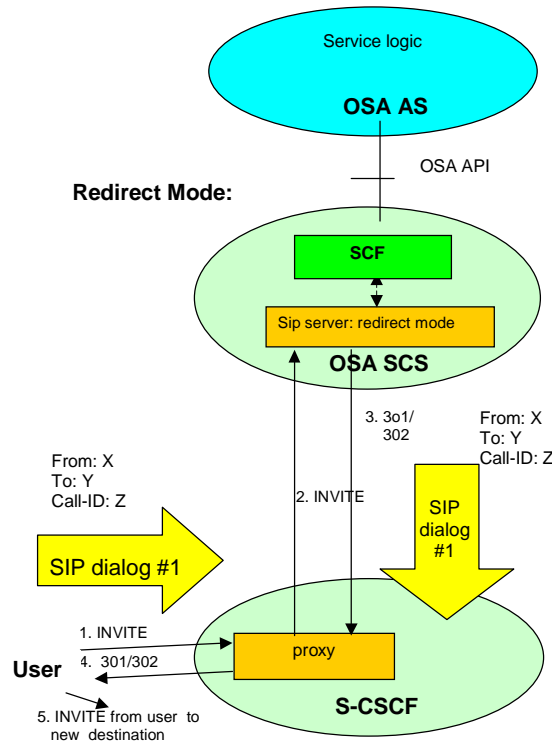 Service logic
OSA AS
OSA API
Redirect Mode:
SCF
Sip server: redirect mode
OSA SCS
3. 3o1/
302
From: X
To: Y
Call-ID: Z
From: X
To: Y
Call-ID: Z
2. INVITE
SIP
dialog
#1
SIP dialog #1
1. INVITE
4. 301/302
proxy
User
S-CSCF
5. INVITE from user to
new destination